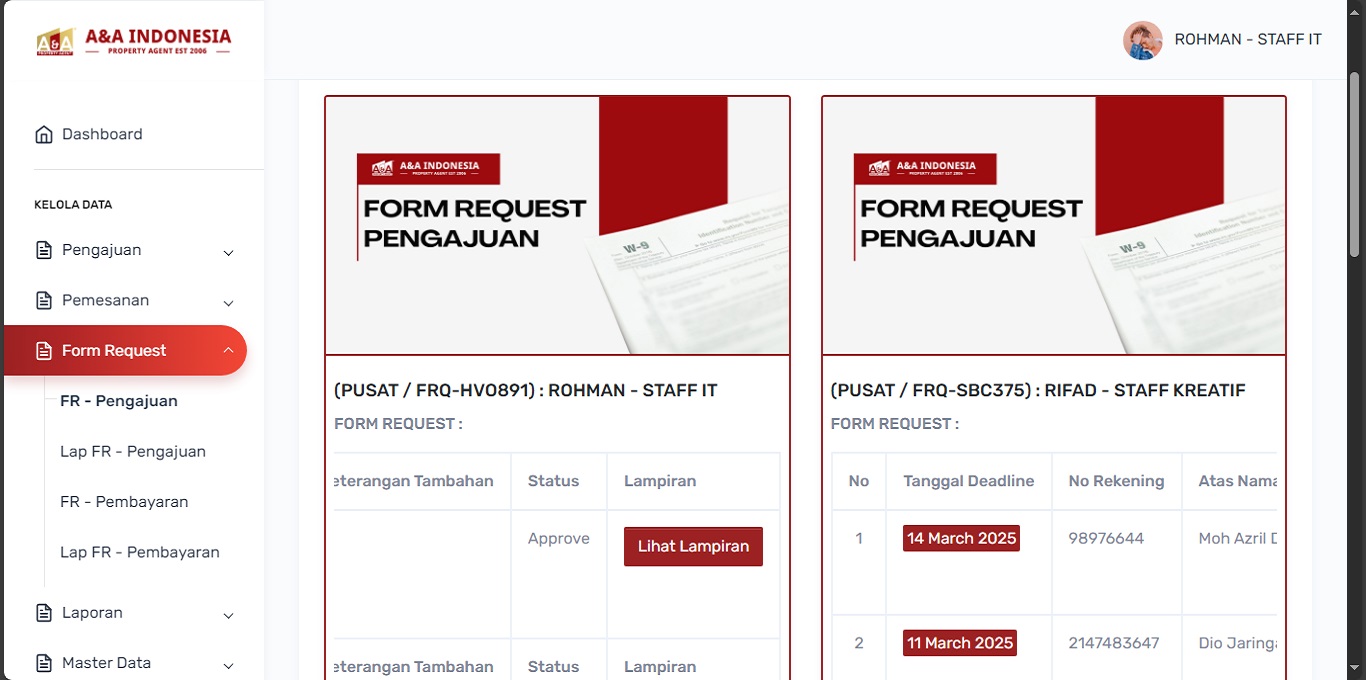 A&A INDONESIA
PROPERTY AGENT EST 2006
ROHMAN - STAFF IT
Dashboard
KELOLA DATA
Pengajuan
Pemesanan
Form Request
FR - Pengajuan
Lap FR - Pengajuan
FR - Pembayaran
Lap FR - Pembayaran
Laporan
Master Data
A&A INDONESIA
PROPERTY AGENT EST 2006
FORM REQUEST
PENGAJUAN
W-9
(PUSAT / FRQ-HV0891) : ROHMAN - STAFF IT
FORM REQUEST :
eterangan Tambahan Status Lampiran
Approve Lihat Lampiran
eterangan Tambahan Status Lampiran
A&A INDONESIA
PROPERTY AGENT EST 2006
FORM REQUEST
PENGAJUAN
W-9
(PUSAT / FRQ-SBC375) : RIFAD - STAFF KREATIF
FORM REQUEST :
No Tanggal Deadline No Rekening Atas Nama
1 14 March 2025 98976644 Moh Azril D
2 11 March 2025 2147483647 Dio Jaringa